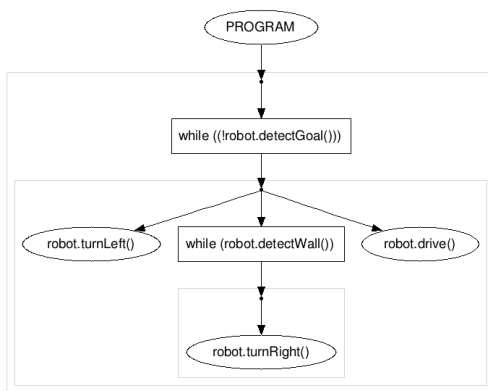 PROGRAM
while ((!robot.detectGoal()))
robot.turnLeft()
while (robot.detectWall())
robot.drive()
robot.turnRight()